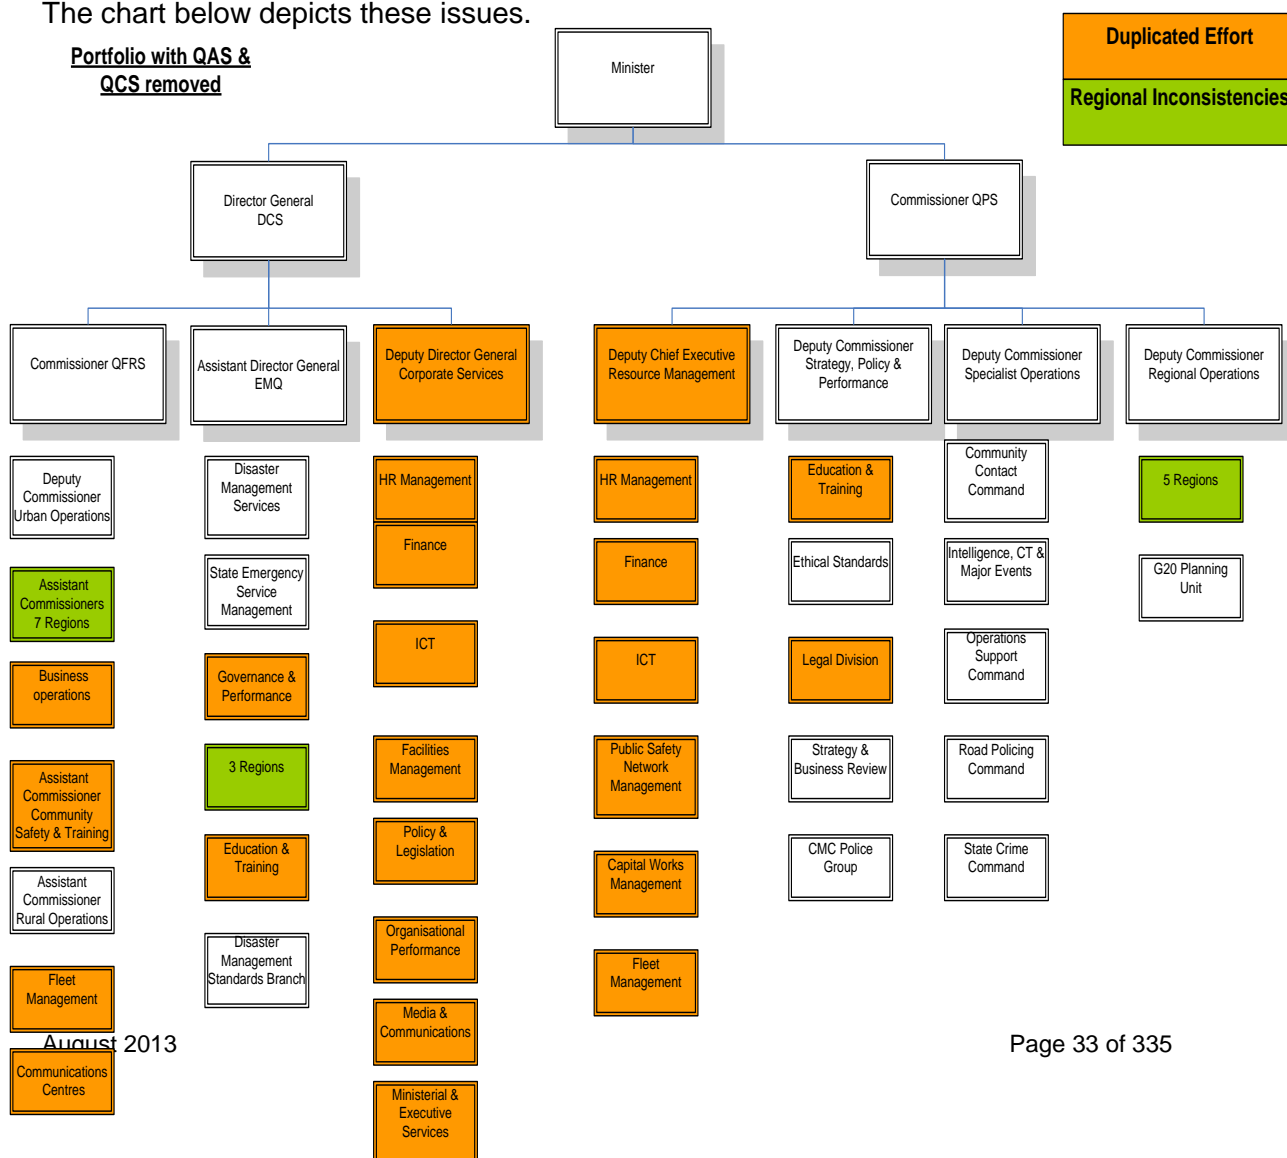 The chart below depicts these issues.
Portfolio with QAS &
QCS removed
Duplicated Effort
Regional Inconsistencies
Minister
Director General
DCS
Commissioner QPS
Commissioner QFRS
Assistant Director General
EMQ
Deputy Director General
Corporate Services
Deputy Chief Executive
Resource Management
Deputy Commissioner
Strategy, Policy &
Performance
Deputy Commissioner
Specialist Operations
Deputy Commissioner
Regional Operations
Deputy
Commissioner
Urban Operations
Assistant
Commissioners
7 Regions
Business
operations
Assistant
Commissioner
Community
Safety & Training
Assistant
Commissioner
Rural Operations
Fleet
Management
Communications
Centres
Disaster
Management
Services
State Emergency
Service
Management
Governance &
Performance
3 Regions
Education &
Training
Disaster
Management
Standards Branch
HR Management
Finance
ICT
Facilities
Management
Policy &
Legislation
Organisational
Performance
Media &
Communications
Ministerial &
Executive
Services
HR Management
Finance
ICT
Public Safety
Network
Management
Capital Works
Management
Fleet
Management
Education &
Training
Ethical Standards
Legal Division
Strategy &
Business Review
CMC Police
Group
Community
Contact
Command
Intelligence, CT &
Major Events
Operations
Support
Command
Road Policing
Command
State Crime
Command
5 Regions
G20 Planning
Unit
August 2013
Page 33 of 335